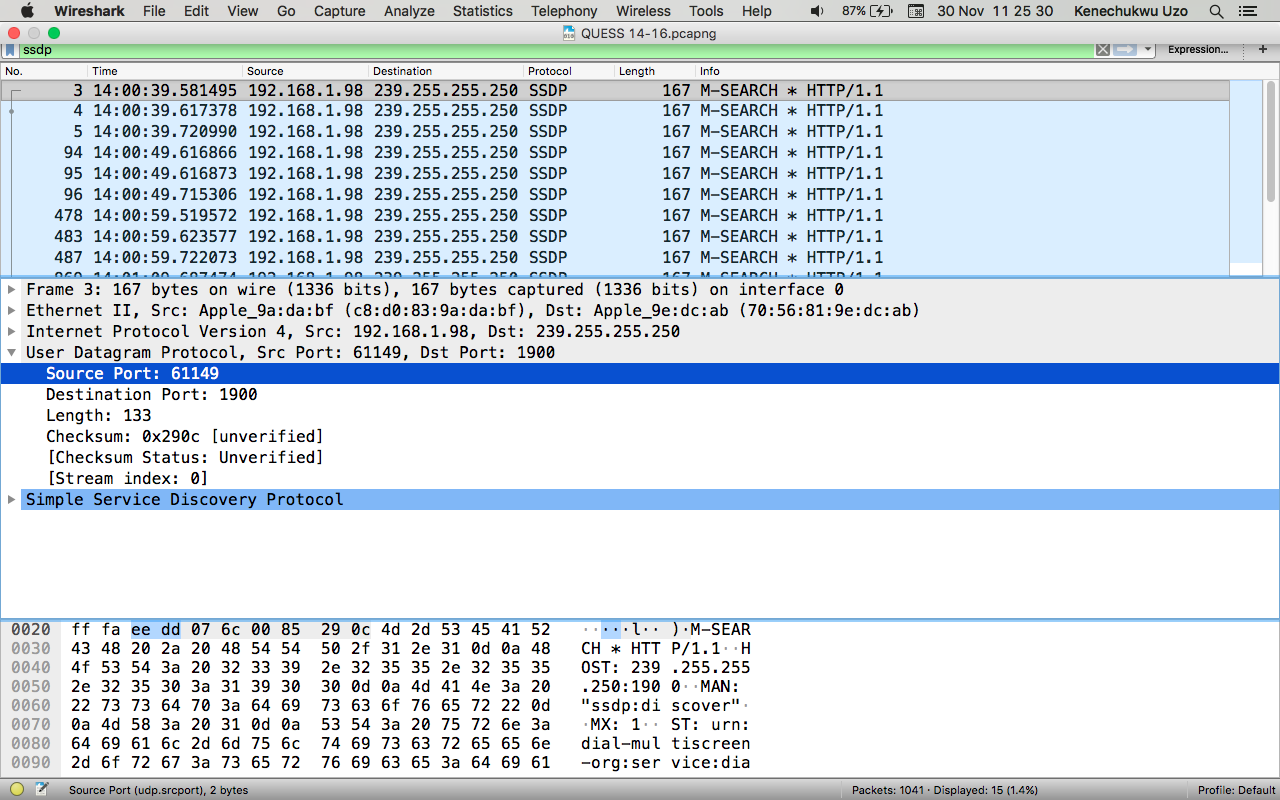 Wireshark File Edit View Go Capture Analyze Statistics Telephony Wireless Tools Help 87% 30 Nov 11 25 30 Kenechukwu Uzo
QUESS 14-16.pcapng
ssdp Expression... +
No. Time Source Destination Protocol Length Info
3 14:00:39.581495 192.168.1.98 239.255.255.250 SSDP 167 M-SEARCH * HTTP/1.1
4 14:00:39.617378 192.168.1.98 239.255.255.250 SSDP 167 M-SEARCH * HTTP/1.1
5 14:00:39.720990 192.168.1.98 239.255.255.250 SSDP 167 M-SEARCH * HTTP/1.1
94 14:00:49.616866 192.168.1.98 239.255.255.250 SSDP 167 M-SEARCH * HTTP/1.1
95 14:00:49.616873 192.168.1.98 239.255.255.250 SSDP 167 M-SEARCH * HTTP/1.1
96 14:00:49.715306 192.168.1.98 239.255.255.250 SSDP 167 M-SEARCH * HTTP/1.1
478 14:00:59.519572 192.168.1.98 239.255.255.250 SSDP 167 M-SEARCH * HTTP/1.1
483 14:00:59.623577 192.168.1.98 239.255.255.250 SSDP 167 M-SEARCH * HTTP/1.1
487 14:00:59.722073 192.168.1.98 239.255.255.250 SSDP 167 M-SEARCH * HTTP/1.1
192.168.1.98 239.255.255.250 SSDP 167 M-SEARCH * HTTP/1.1
Frame 3: 167 bytes on wire (1336 bits), 167 bytes captured (1336 bits) on interface 0
Ethernet II, Src: Apple_9a:da:bf (c8:d0:83:9a:da:bf), Dst: Apple_9e:dc:ab (70:56:81:9e:dc:ab)
Internet Protocol Version 4, Src: 192.168.1.98, Dst: 239.255.255.250
User Datagram Protocol, Src Port: 61149, Dst Port: 1900
Source Port: 61149
Destination Port: 1900
Length: 133
Checksum: 0x290c [unverified]
[Checksum Status: Unverified]
[Stream index: 0]
Simple Service Discovery Protocol
0020 ff fa ee dd 07 6c 00 85 29 0c 4d 2d 53 45 41 52 ·····l·· )·M-SEAR
0030 43 48 20 2a 20 48 54 54 50 2f 31 2e 31 0d 0a 48 CH * HTT P/1.1··H
0040 4f 53 54 3a 20 32 33 39 2e 32 35 35 2e 32 35 35 OST: 239 .255.255
0050 2e 32 35 30 3a 31 39 30 30 0d 0a 4d 41 4e 3a 20 .250:190 0··MAN:
0060 22 73 73 64 70 3a 64 69 73 63 6f 76 65 72 22 0d "ssdp:di scover"·
0070 0a 4d 58 3a 20 31 0d 0a 53 54 3a 20 75 72 6e 3a ·MX: 1·· ST: urn:
0080 64 69 61 6c 2d 6d 75 6c 74 69 73 63 72 65 65 6e dial-mul tiscreen
0090 2d 6f 72 67 3a 73 65 72 76 69 63 65 3a 64 69 61 -org:ser vice:dia
Source Port (udp.srcport), 2 bytes Packets: 1041 · Displayed: 15 (1.4%) Profile: Default